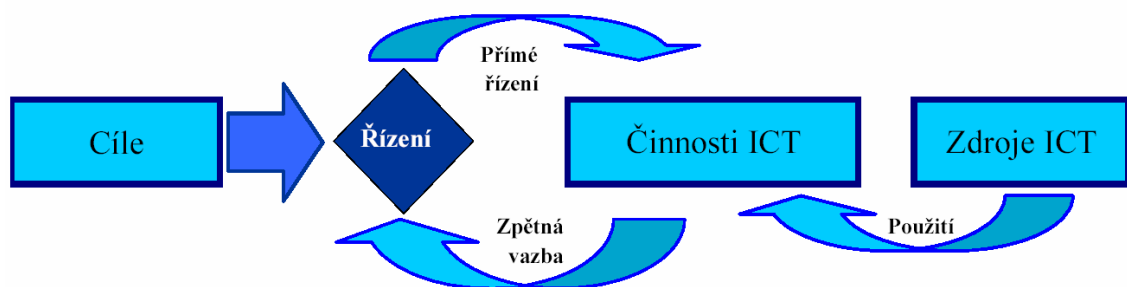 Přímé
řízení
Cíle
Řízení
Činnosti ICT
Zdroje ICT
Zpětná
vazba
Použití